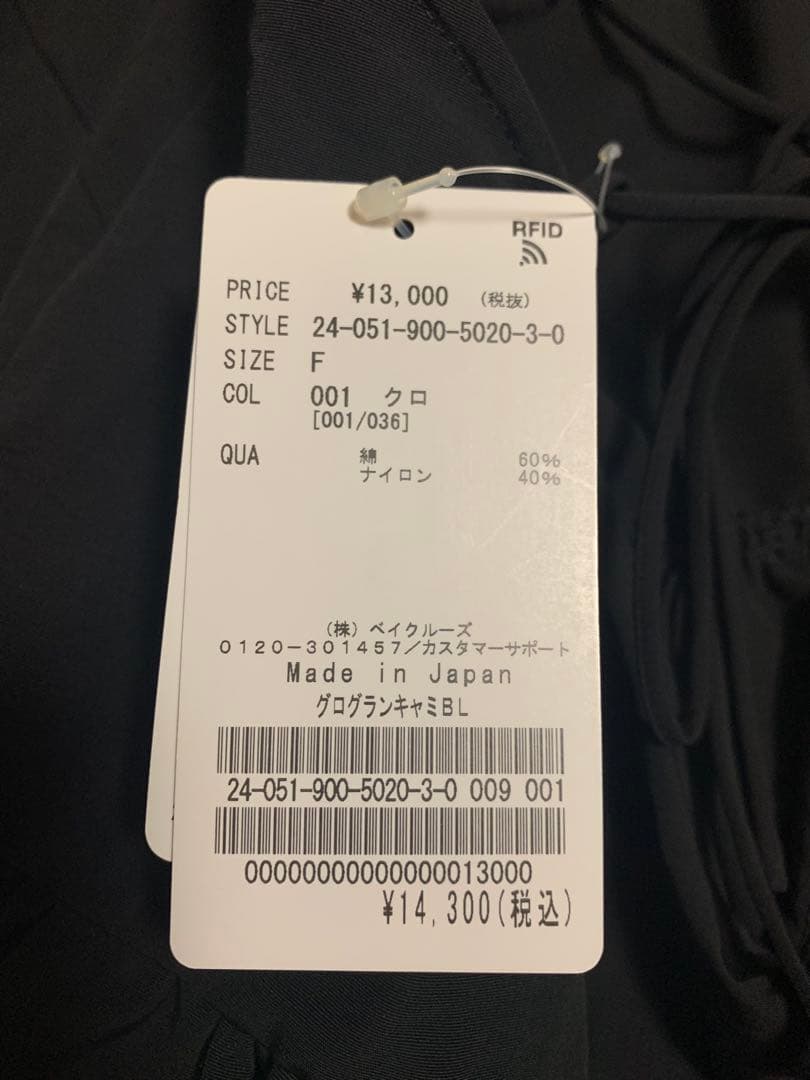 RFID
PRICE ¥13,000 (税抜)
STYLE 24-051-900-5020-3-0
SIZE F
COL 001 クロ
[001/036]
QUA 綿 60%
ナイロン 40%
(株)ベイクルーズ
0120-301457/カスタマーサポート
Made in Japan
グログランキャミBL
24-051-900-5020-3-0 009 001
00000000000000013000
¥14,300(税込)